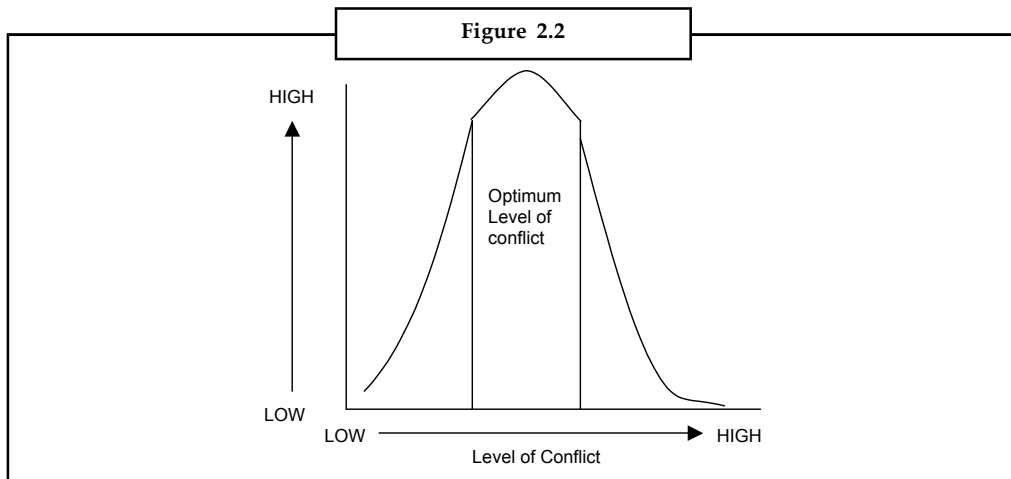 Figure 2.2
HIGH
Optimum
Level of
conflict
LOW
LOW HIGH
Level of Conflict